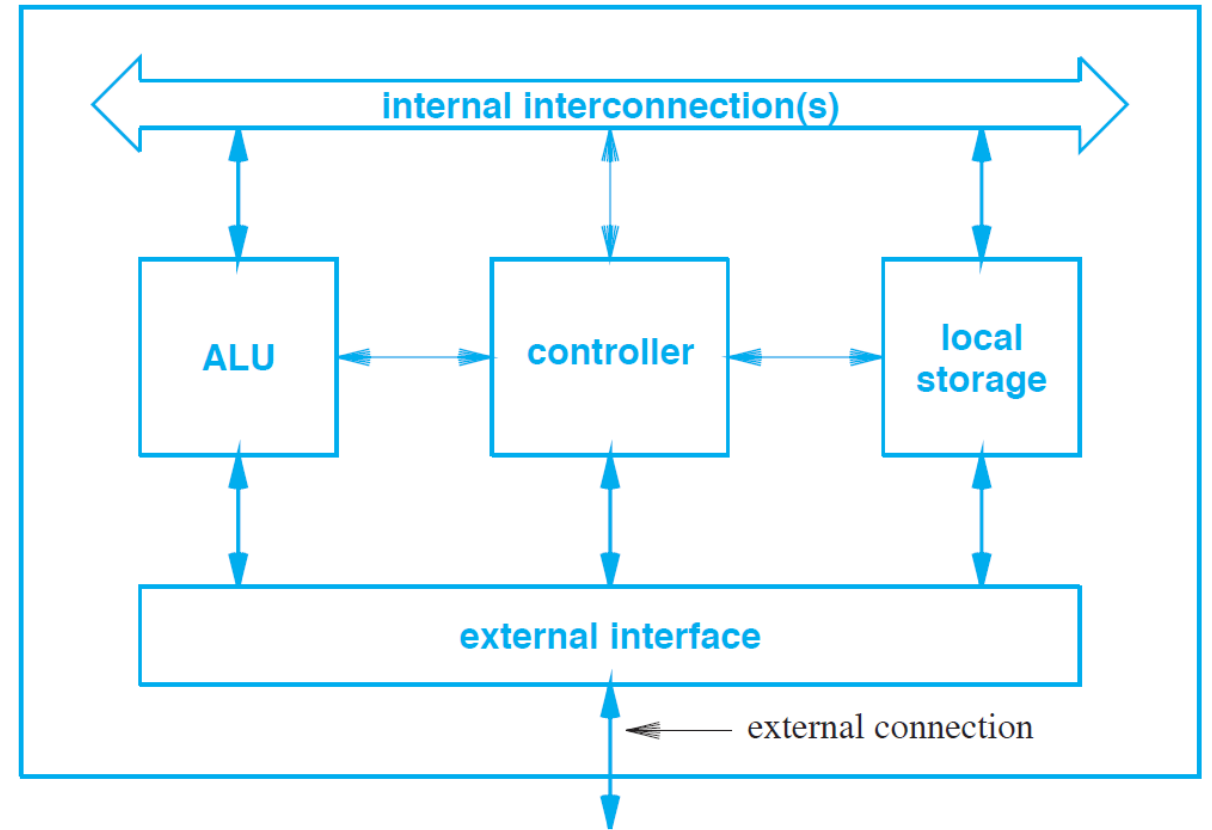 internal interconnection(s)
ALU
controller
local
storage
external interface
external connection